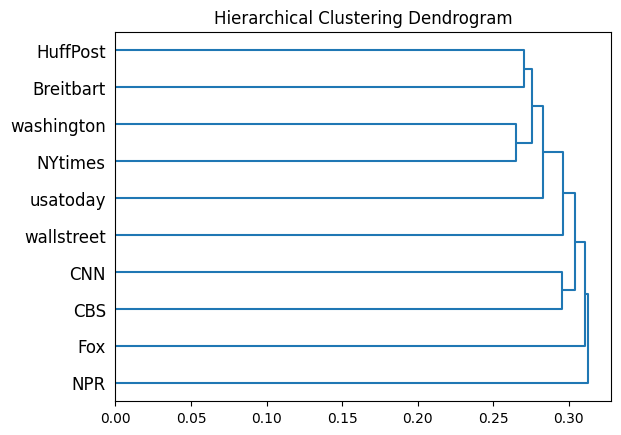 Hierarchical Clustering Dendrogram
HuffPost
Breitbart
washington
NYtimes
usatoday
wallstreet
CNN
CBS
Fox
NPR
0.00 0.05 0.10 0.15 0.20 0.25 0.30